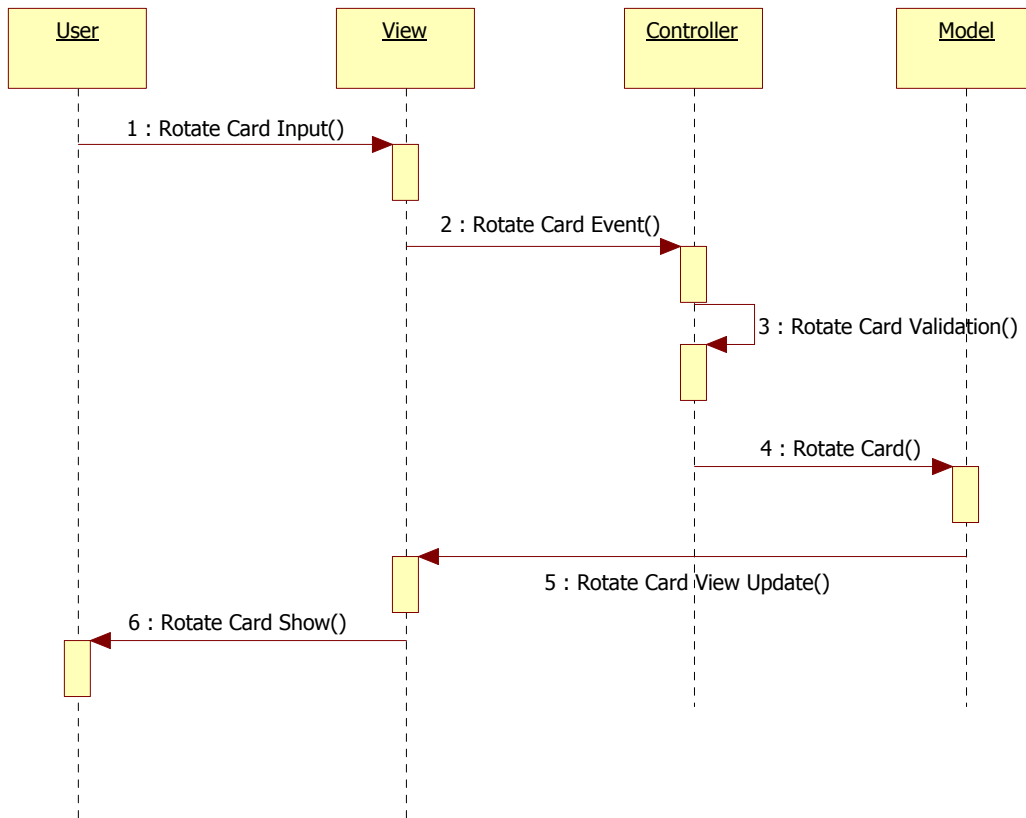 User
View
Controller
Model
1 : Rotate Card Input()
2 : Rotate Card Event()
3 : Rotate Card Validation()
4 : Rotate Card()
5 : Rotate Card View Update()
6 : Rotate Card Show()